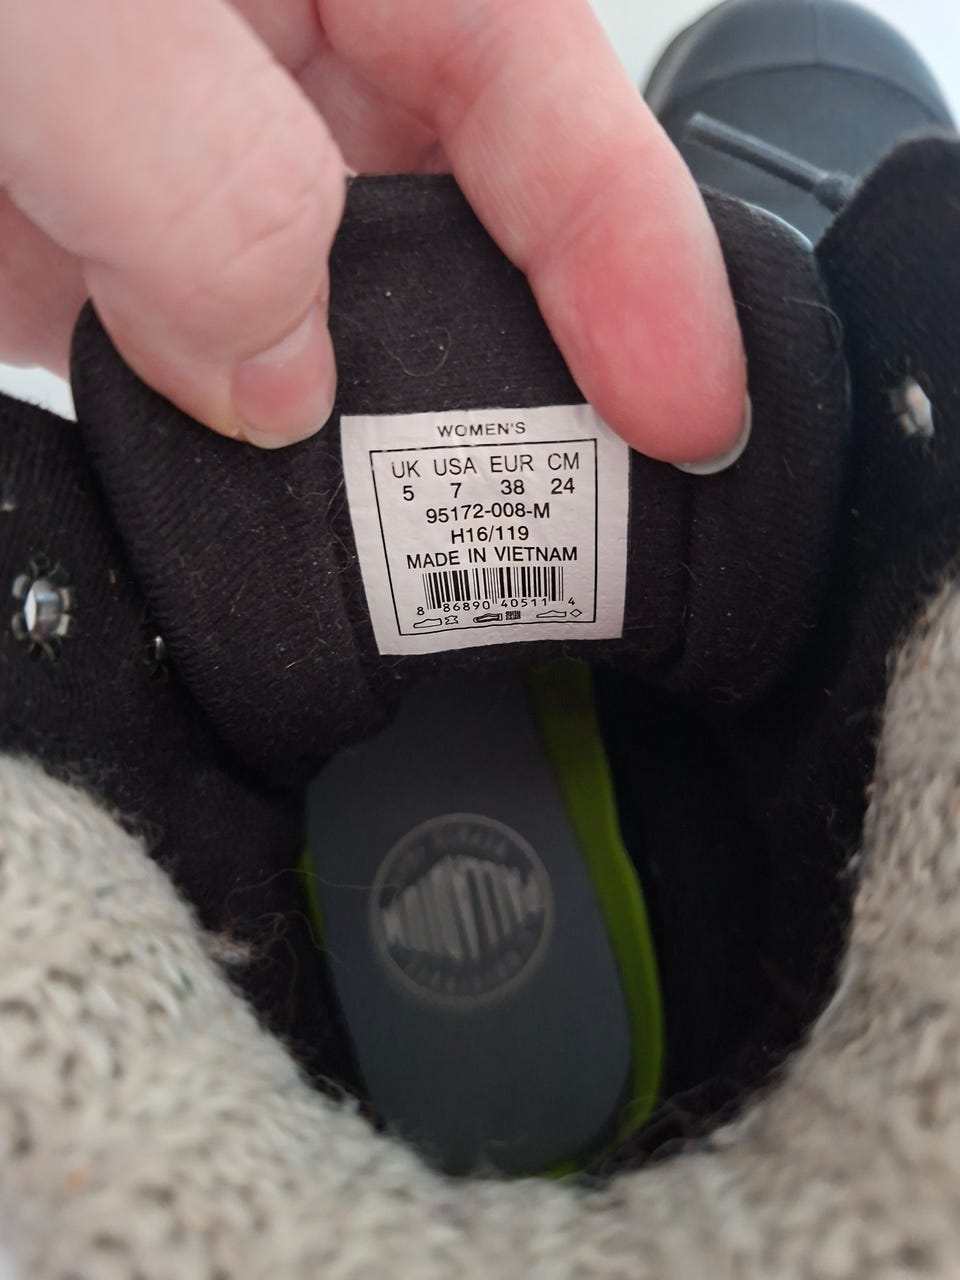 WOMEN'S
UK USA EUR CM
5 7 38 24
95172-008-M
H16/119
MADE IN VIETNAM
8 86890 40511 4